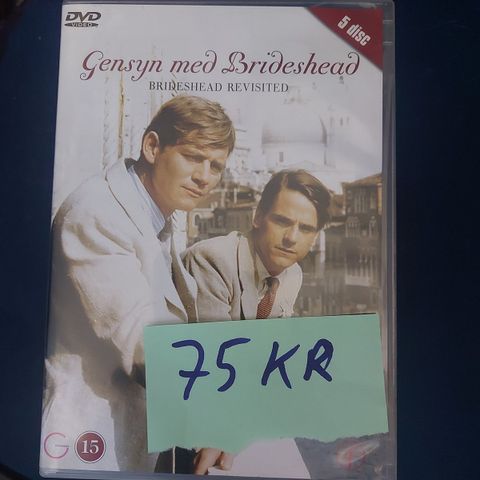 DVD
VIDEO
5 disc
Gensyn med Brideshead
BRIDESHEAD REVISITED
75 KR
G
15